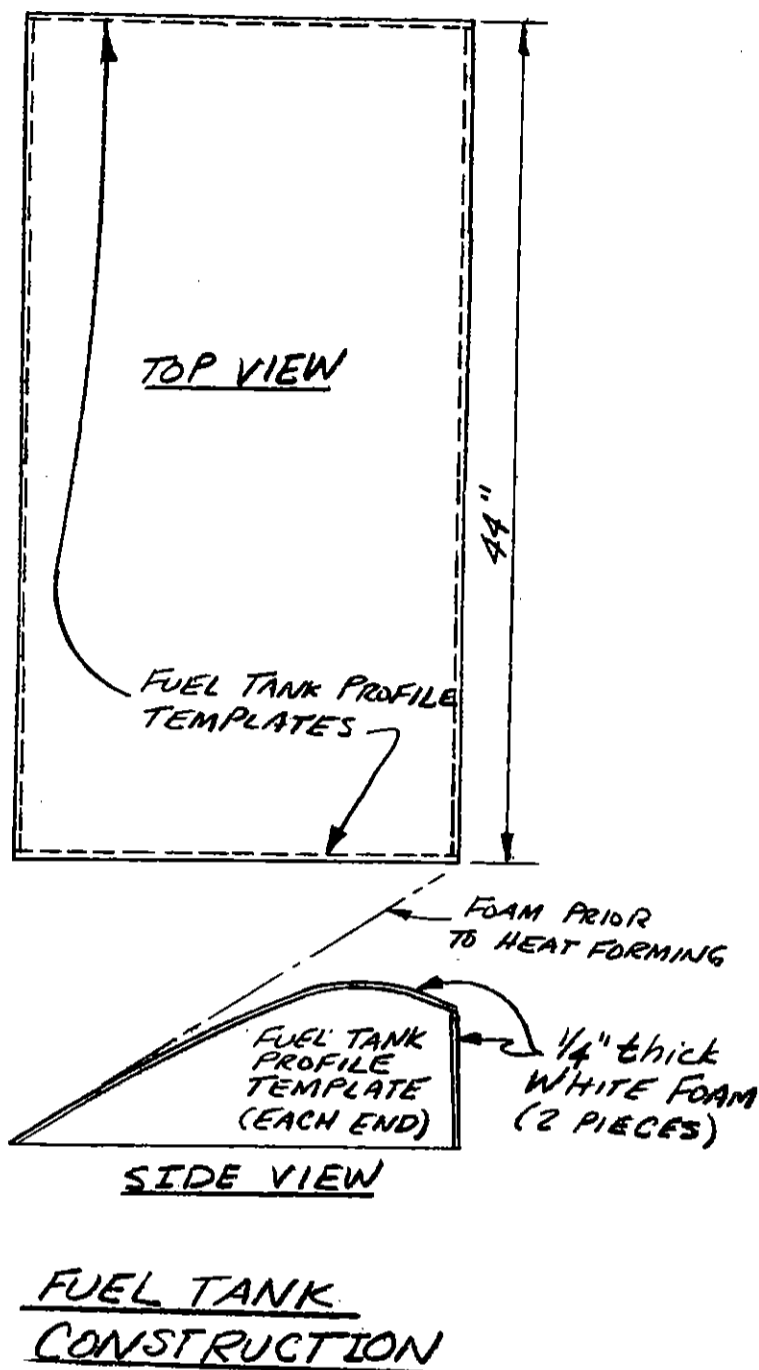 TOP VIEW
44"
FUEL TANK PROFILE
TEMPLATES
FOAM PRIOR
TO HEAT FORMING
FUEL TANK
PROFILE
TEMPLATE
(EACH END)
1/4" thick
WHITE FOAM
(2 PIECES)
SIDE VIEW
FUEL TANK
CONSTRUCTION